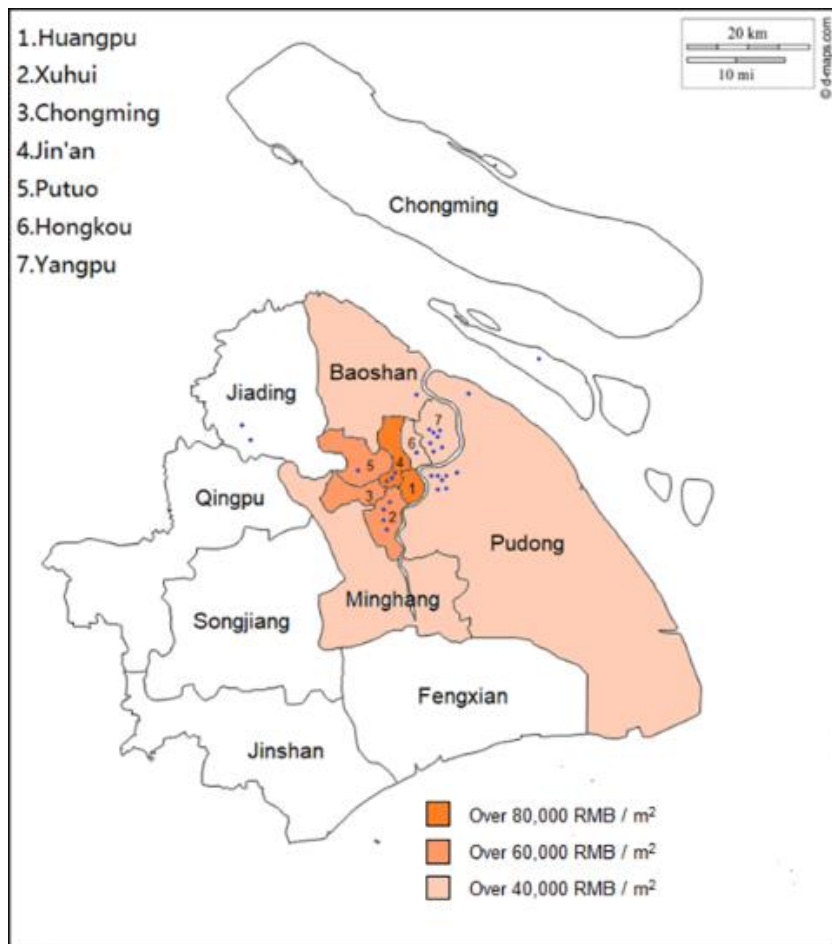 1.Huangpu
2.Xuhui
3.Chongming
4.Jin'an
5.Putuo
6.Hongkou
7.Yangpu
20 km
10 mi
© d-maps.com
Chongming
Baoshan
Jiading
7
6
5
4
Qingpu
3
1
2
Pudong
Minghang
Songjiang
Fengxian
Jinshan
Over 80,000 RMB / m²
Over 60,000 RMB / m²
Over 40,000 RMB / m²